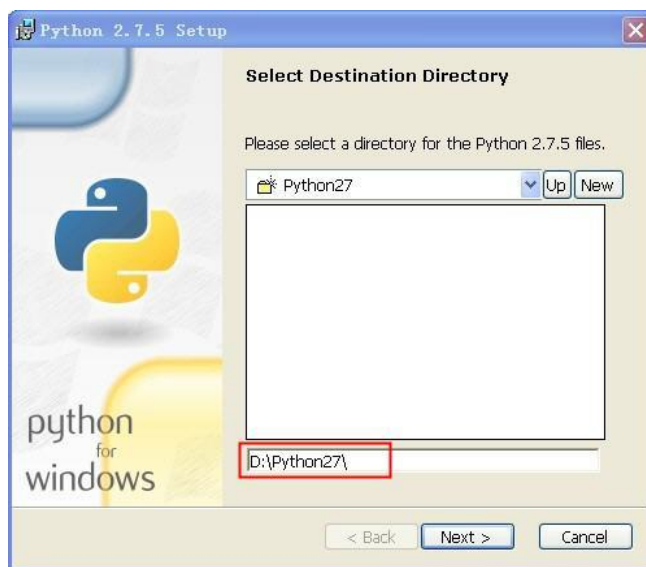 Python 2.7.5 Setup
Select Destination Directory
Please select a directory for the Python 2.7.5 files.
Python27
Up
New
D:\Python27\
python
for
windows
< Back
Next >
Cancel